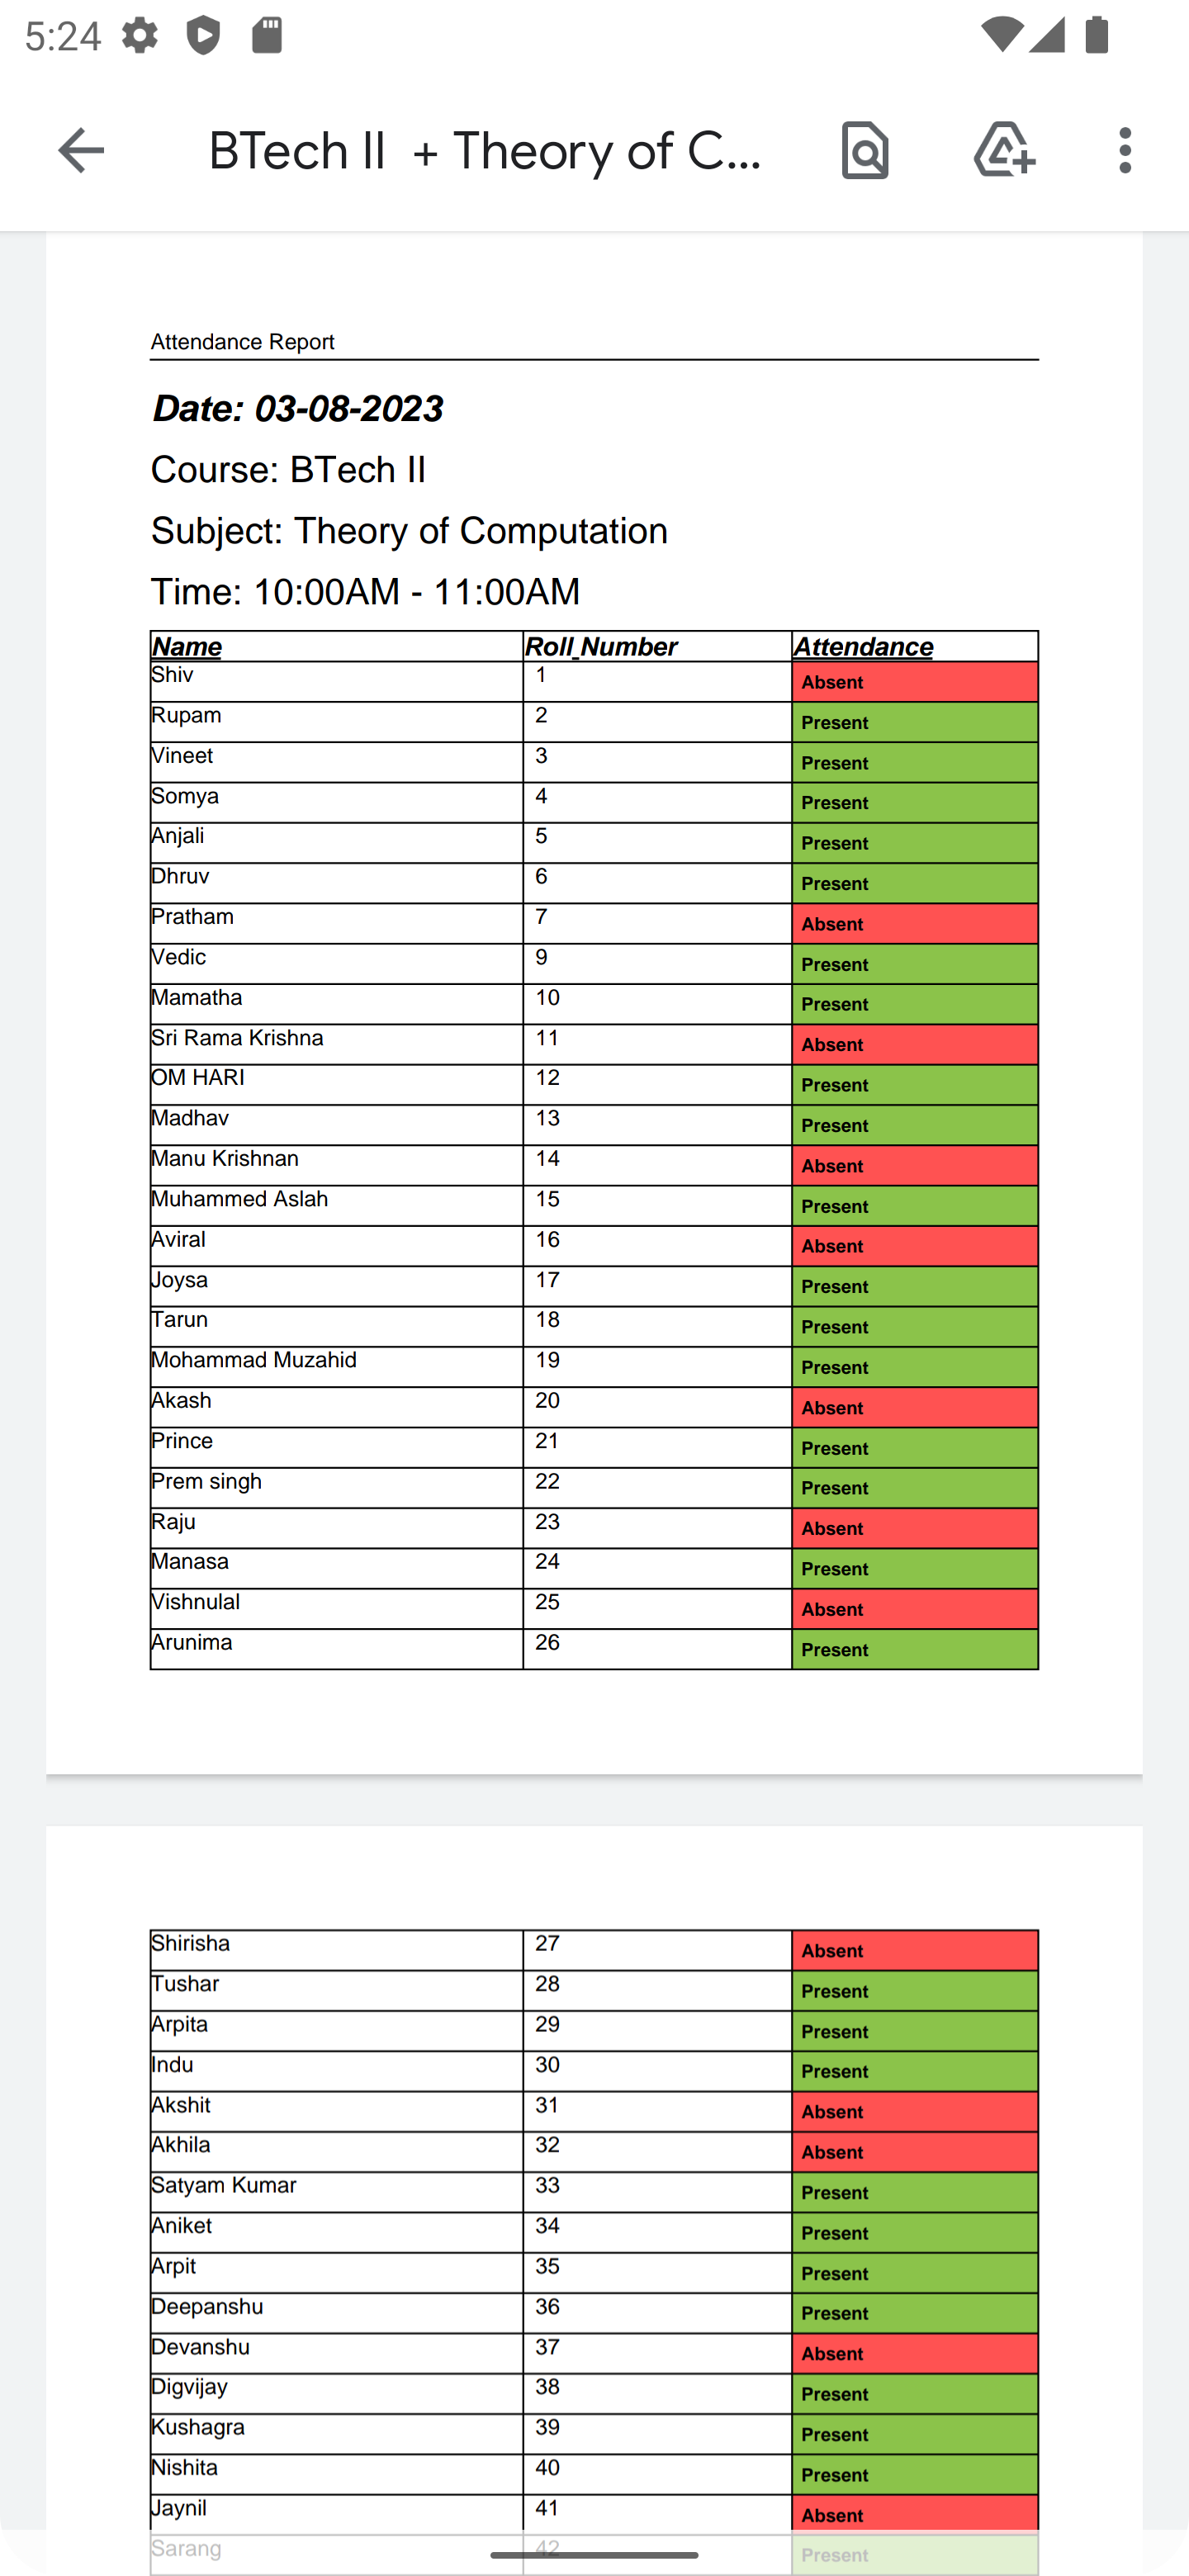 5:24
BTech II + Theory of C...
Attendance Report
Date: 03-08-2023
Course: BTech II
Subject: Theory of Computation
Time: 10:00AM - 11:00AM
Name Roll_Number Attendance
Shiv 1 Absent
Rupam 2 Present
Vineet 3 Present
Somya 4 Present
Anjali 5 Present
Dhruv 6 Present
Pratham 7 Absent
Vedic 9 Present
Mamatha 10 Present
Sri Rama Krishna 11 Absent
OM HARI 12 Present
Madhav 13 Present
Manu Krishnan 14 Absent
Muhammed Aslah 15 Present
Aviral 16 Absent
Joysa 17 Present
Tarun 18 Present
Mohammad Muzahid 19 Present
Akash 20 Absent
Prince 21 Present
Prem singh 22 Present
Raju 23 Absent
Manasa 24 Present
Vishnulal 25 Absent
Arunima 26 Present
Shirisha 27 Absent
Tushar 28 Present
Arpita 29 Present
Indu 30 Present
Akshit 31 Absent
Akhila 32 Absent
Satyam Kumar 33 Present
Aniket 34 Present
Arpit 35 Present
Deepanshu 36 Present
Devanshu 37 Absent
Digvijay 38 Present
Kushagra 39 Present
Nishita 40 Present
Jaynil 41 Absent
Sarang 42 Present